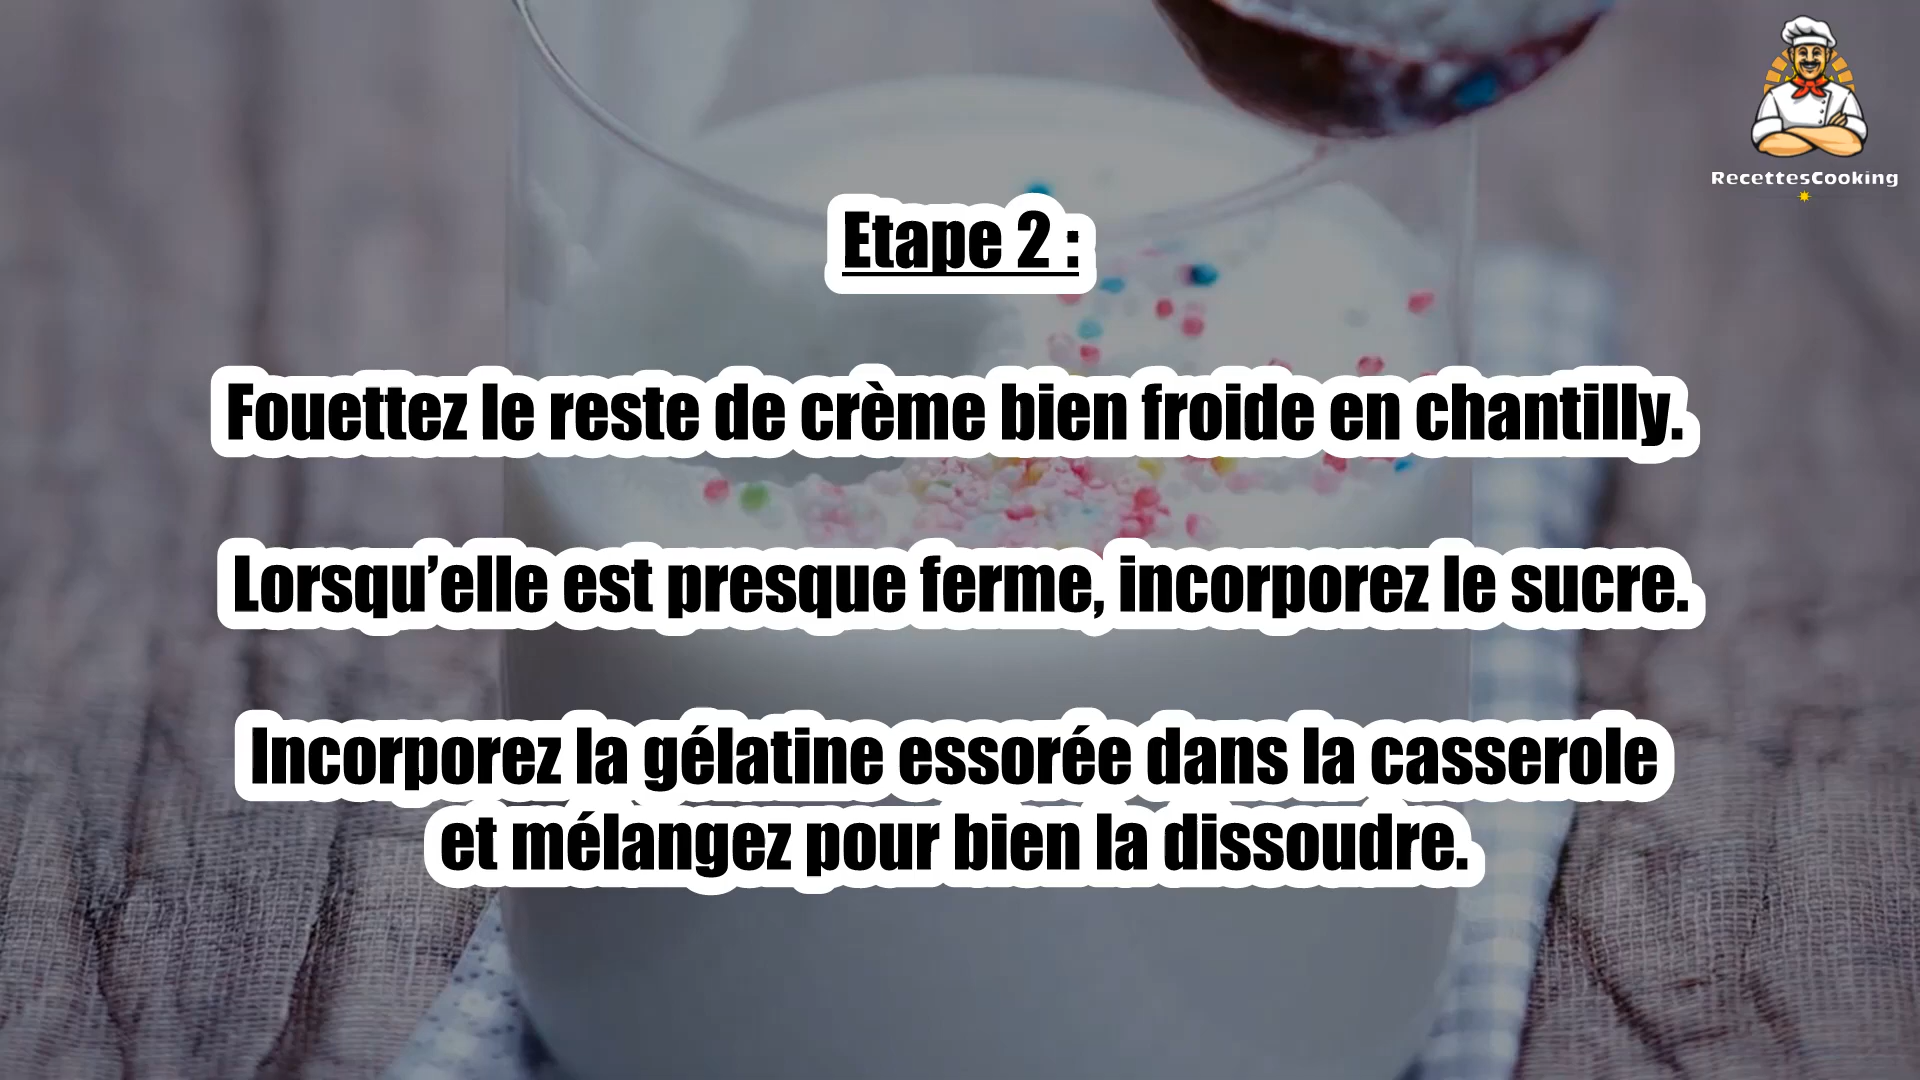 RecettesCooking
Etape 2 :
Fouettez le reste de crème bien froide en chantilly.
Lorsqu’elle est presque ferme, incorporez le sucre.
Incorporez la gélatine essorée dans la casserole
et mélangez pour bien la dissoudre.